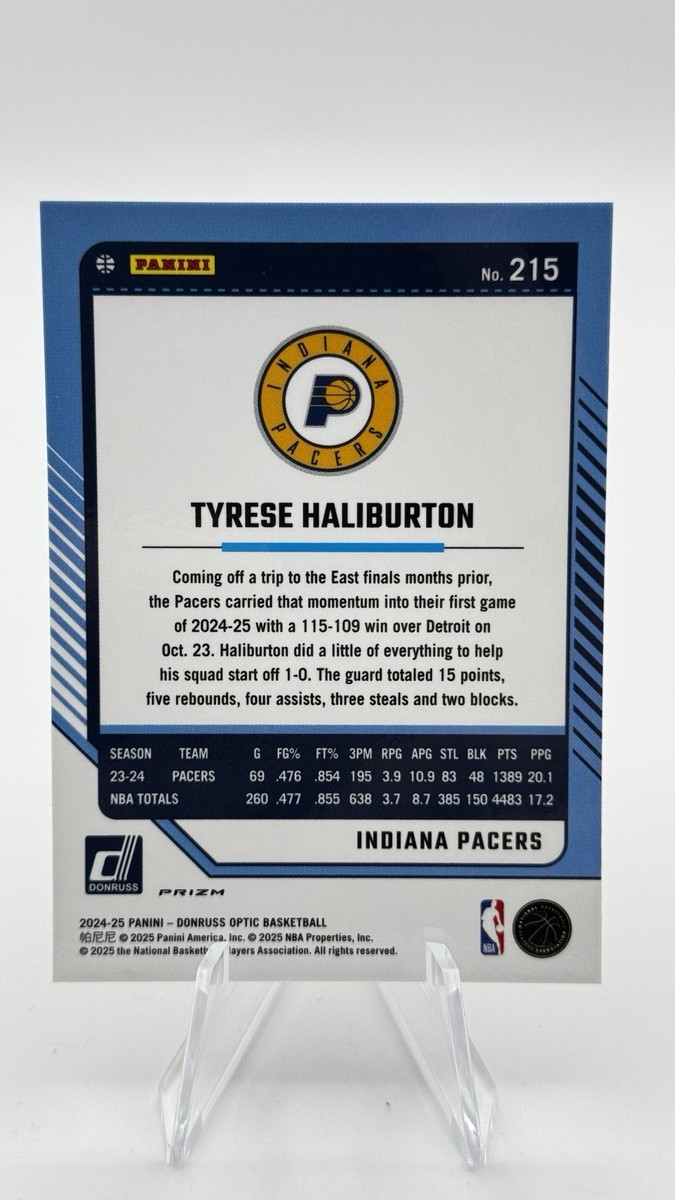 PANINI
No. 215
INDIANA
PACERS
TYRESE HALIBURTON
Coming off a trip to the East finals months prior,
the Pacers carried that momentum into their first game
of 2024-25 with a 115-109 win over Detroit on
Oct. 23. Haliburton did a little of everything to help
his squad start off 1-0. The guard totaled 15 points,
five rebounds, four assists, three steals and two blocks.
SEASON TEAM G FG% FT% 3PM RPG APG STL BLK PTS PPG
23-24 PACERS 69 .476 .854 195 3.9 10.9 83 48 1389 20.1
NBA TOTALS 260 .477 .855 638 3.7 8.7 385 150 4483 17.2
INDIANA PACERS
DONRUSS
PRIZM
2024-25 PANINI – DONRUSS OPTIC BASKETBALL
帕尼尼 © 2025 Panini America, Inc. © 2025 NBA Properties, Inc.
© 2025 the National Basketb ayers Association. All rights reserved.
NBA